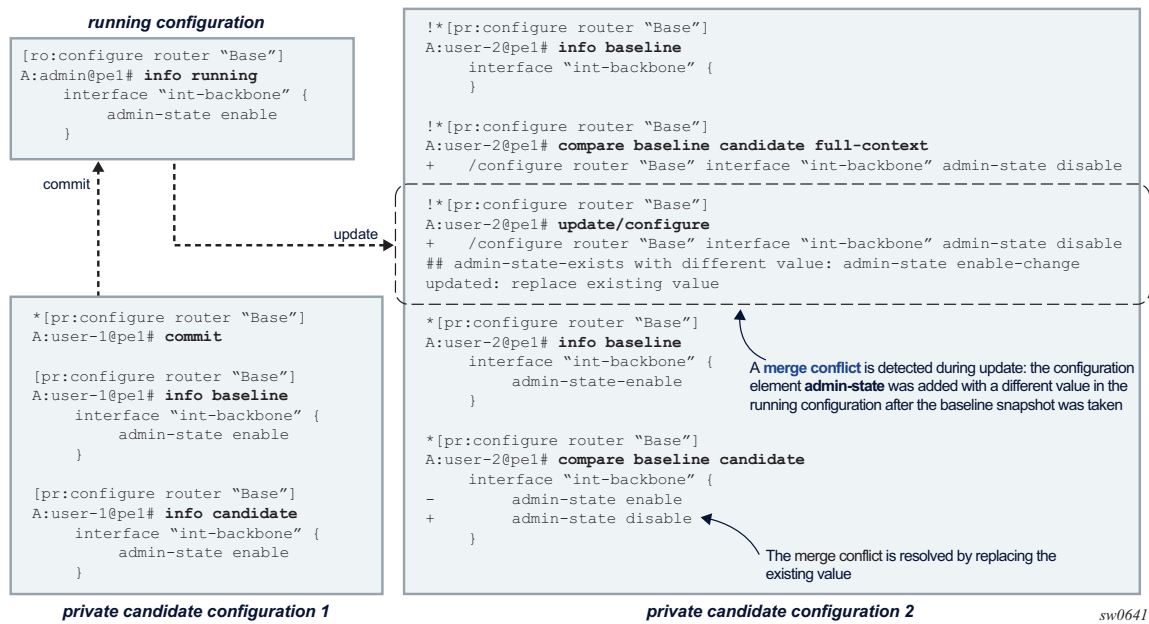 running configuration
[ro:configure router “Base”]
A:admin@pe1# info running
interface “int-backbone” {
admin-state enable
}
commit
update
*[pr:configure router “Base”]
A:user-1@pe1# commit
[pr:configure router “Base”]
A:user-1@pe1# info baseline
interface “int-backbone” {
admin-state enable
}
[pr:configure router “Base”]
A:user-1@pe1# info candidate
interface “int-backbone” {
admin-state enable
}
private candidate configuration 1
!*[pr:configure router “Base”]
A:user-2@pe1# info baseline
interface “int-backbone” {
}
!*[pr:configure router “Base”]
A:user-2@pe1# compare baseline candidate full-context
+ /configure router “Base” interface “int-backbone” admin-state disable
!*[pr:configure router “Base”]
A:user-2@pe1# update/configure
+ /configure router “Base” interface “int-backbone” admin-state disable
## admin-state-exists with different value: admin-state enable-change
updated: replace existing value
*[pr:configure router “Base”]
A:user-2@pe1# info baseline
interface “int-backbone” {
admin-state-enable
}
A merge conflict is detected during update: the configuration
element admin-state was added with a different value in the
running configuration after the baseline snapshot was taken
*[pr:configure router “Base”]
A:user-2@pe1# compare baseline candidate
interface “int-backbone” {
- admin-state enable
+ admin-state disable
}
The merge conflict is resolved by replacing the
existing value
private candidate configuration 2
sw0641